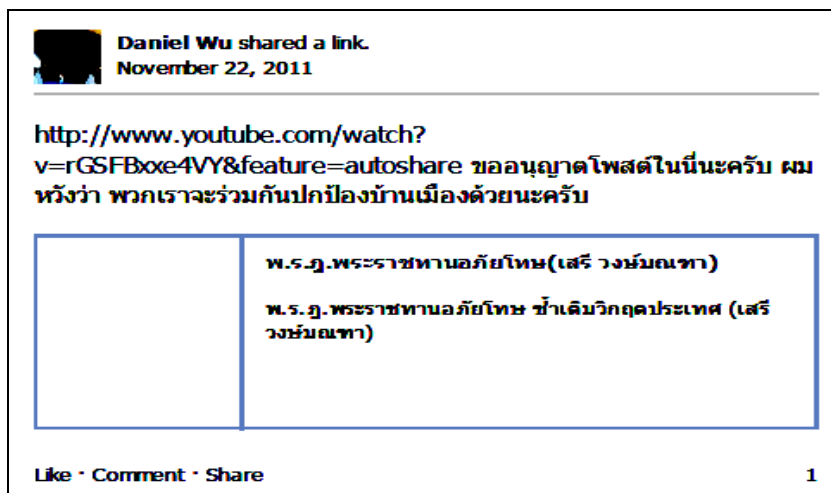 Daniel Wu shared a link.
November 22, 2011
http://www.youtube.com/watch?
v=rGSFBxxe4VY&feature=autoshare ขออนุญาตโพสต์ในนี้นะครับ ผม
หวังว่า พวกเราจะร่วมกันปกป้องบ้านเมืองด้วยนะครับ
พ.ร.ฎ.พระราชทานอภัยโทษ(เสรี วงษ์มณฑา)
พ.ร.ฎ.พระราชทานอภัยโทษ ซ้ำเติมวิกฤตประเทศ (เสรี
วงษ์มณฑา)
Like · Comment · Share 1